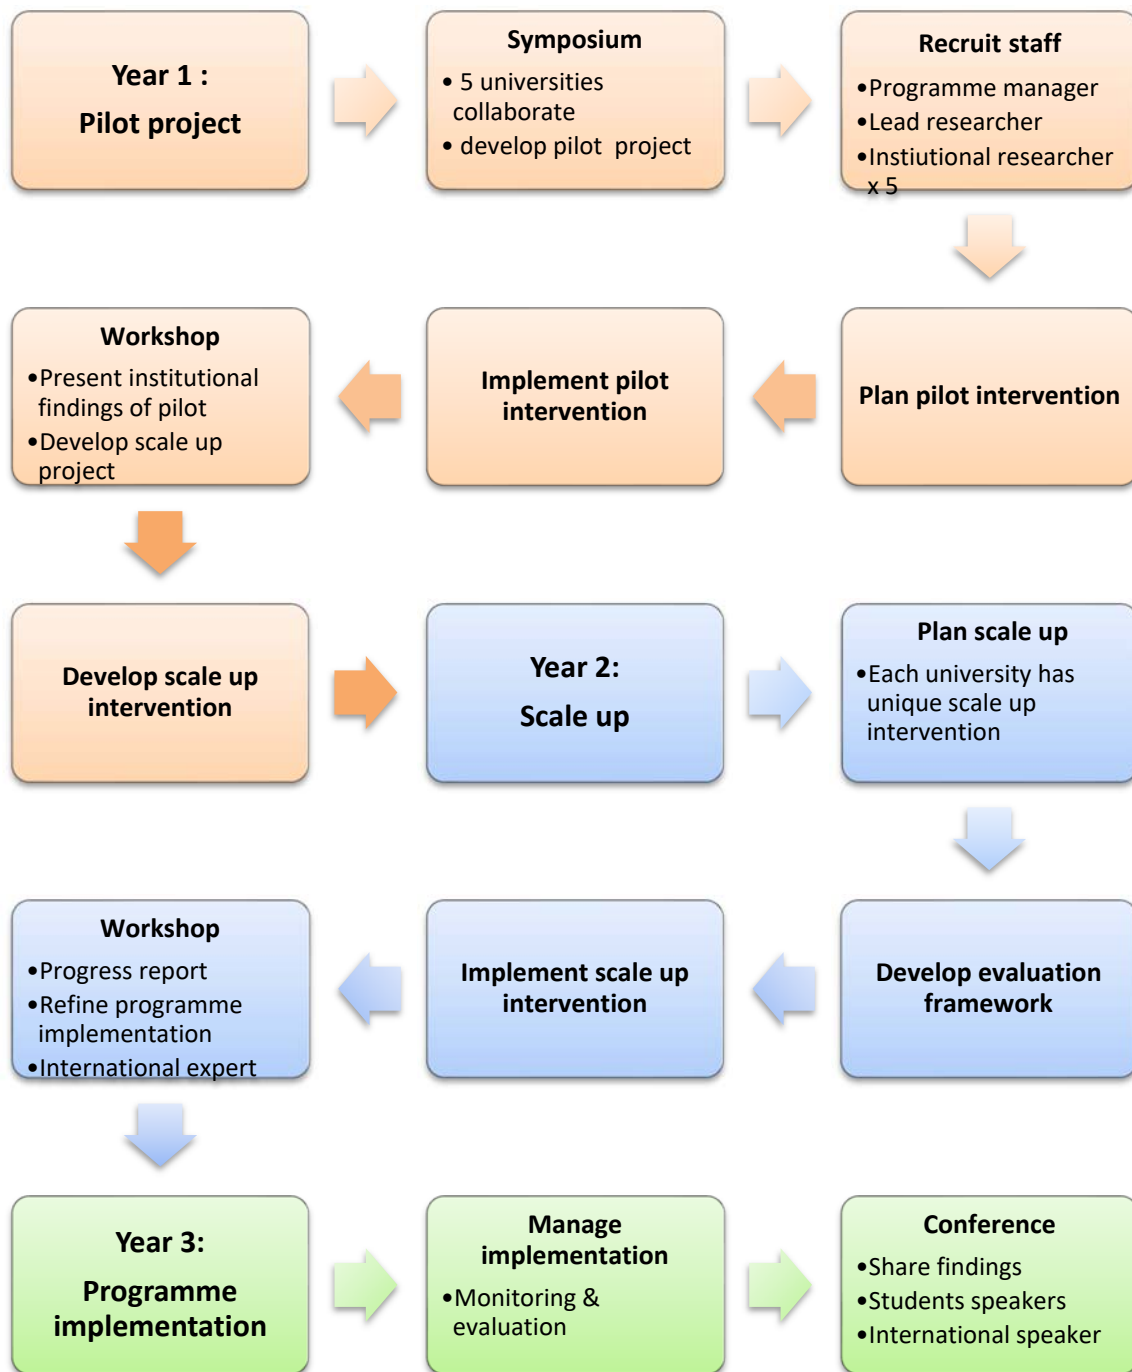 Year 1 :
Pilot project
Symposium
• 5 universities
collaborate
• develop pilot project
Recruit staff
•Programme manager
•Lead researcher
•Instiutional researcher
x 5
Plan pilot intervention
Implement pilot
intervention
Workshop
•Present institutional
findings of pilot
•Develop scale up
project
Develop scale up
intervention
Year 2:
Scale up
Plan scale up
•Each university has
unique scale up
intervention
Develop evaluation
framework
Implement scale up
intervention
Workshop
•Progress report
•Refine programme
implementation
•International expert
Year 3:
Programme
implementation
Manage
implementation
•Monitoring &
evaluation
Conference
•Share findings
•Students speakers
•International speaker